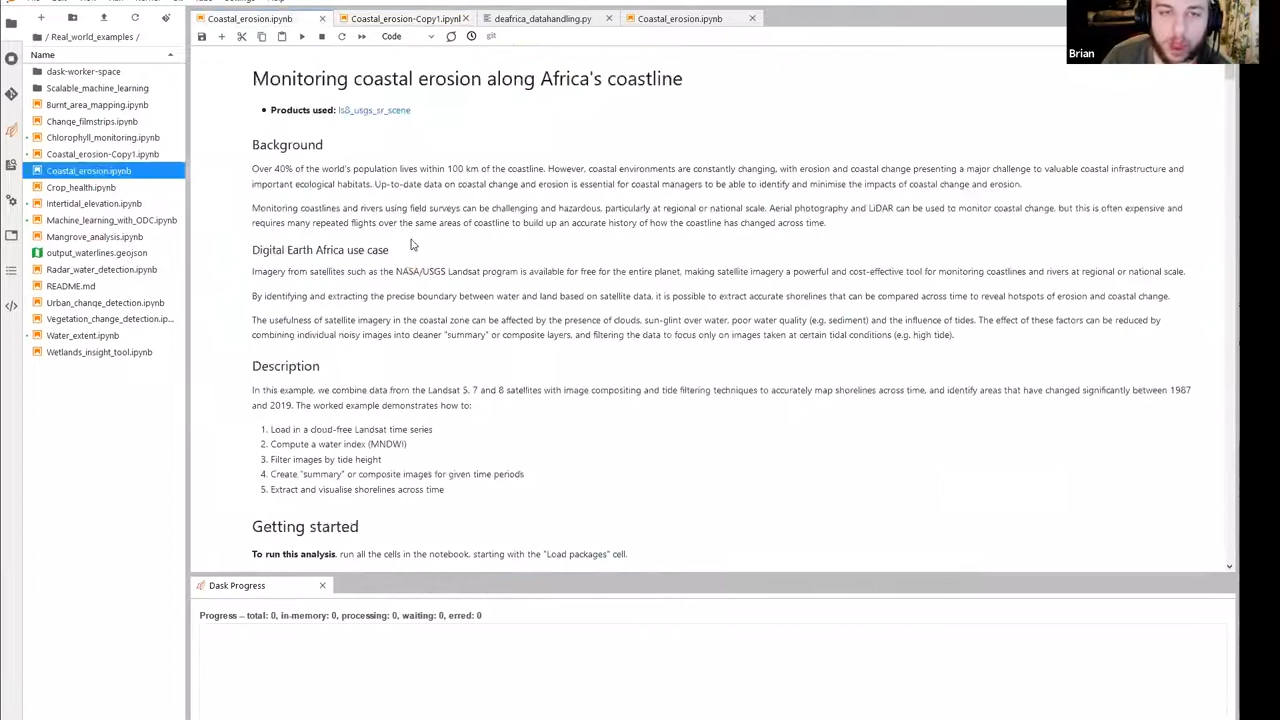 Coastal_erosion.ipynb
Coastal_erosion-Copy1.ipynl
deafrica_datahandling.py
Coastal_erosion.ipynb
/ Real_world_examples /
Code
git
Brian
Name
dask-worker-space
Scalable_machine_learning
Burnt_area_mapping.ipynb
Change_filmstrips.ipynb
Chlorophyll_monitoring.ipynb
Coastal_erosion-Copy1.ipynb
Coastal_erosion.ipynb
Crop_health.ipynb
Intertidal_elevation.ipynb
Machine_learning_with_ODC.ipynb
Mangrove_analysis.ipynb
output_waterlines.geojson
Radar_water_detection.ipynb
README.md
Urban_change_detection.ipynb
Vegetation_change_detection.ip...
Water_extent.ipynb
Wetlands_insight_tool.ipynb
Monitoring coastal erosion along Africa's coastline
• Products used: ls8_usgs_sr_scene
Background
Over 40% of the world's population lives within 100 km of the coastline. However, coastal environments are constantly changing, with erosion and coastal change presenting a major challenge to valuable coastal infrastructure and
important ecological habitats. Up-to-date data on coastal change and erosion is essential for coastal managers to be able to identify and minimise the impacts of coastal change and erosion.
Monitoring coastlines and rivers using field surveys can be challenging and hazardous, particularly at regional or national scale. Aerial photography and LiDAR can be used to monitor coastal change, but this is often expensive and
requires many repeated flights over the same areas of coastline to build up an accurate history of how the coastline has changed across time.
Digital Earth Africa use case
Imagery from satellites such as the NASA/USGS Landsat program is available for free for the entire planet, making satellite imagery a powerful and cost-effective tool for monitoring coastlines and rivers at regional or national scale.
By identifying and extracting the precise boundary between water and land based on satellite data, it is possible to extract accurate shorelines that can be compared across time to reveal hotspots of erosion and coastal change.
The usefulness of satellite imagery in the coastal zone can be affected by the presence of clouds, sun-glint over water, poor water quality (e.g. sediment) and the influence of tides. The effect of these factors can be reduced by
combining individual noisy images into cleaner "summary" or composite layers, and filtering the data to focus only on images taken at certain tidal conditions (e.g. high tide).
Description
In this example, we combine data from the Landsat 5, 7 and 8 satellites with image compositing and tide filtering techniques to accurately map shorelines across time, and identify areas that have changed significantly between 1987
and 2019. The worked example demonstrates how to:
1. Load in a cloud-free Landsat time series
2. Compute a water index (MNDWI)
3. Filter images by tide height
4. Create "summary" or composite images for given time periods
5. Extract and visualise shorelines across time
Getting started
To run this analysis, run all the cells in the notebook, starting with the "Load packages" cell.
Dask Progress
Progress -- total: 0, in-memory: 0, processing: 0, waiting: 0, erred: 0